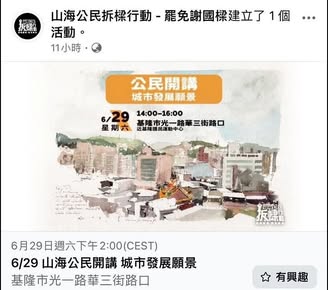 山海公民拆樑行動 - 罷免謝國樑建立了 1 個
活動。
11小時 ·
公民開講
城市發展願景
6/29
星期六
14:00-16:00
基隆市光一路華三街路口
6月29日週六下午2:00(CEST)
6/29 山海公民開講 城市發展願景
基隆市光一路華三街路口
有興趣